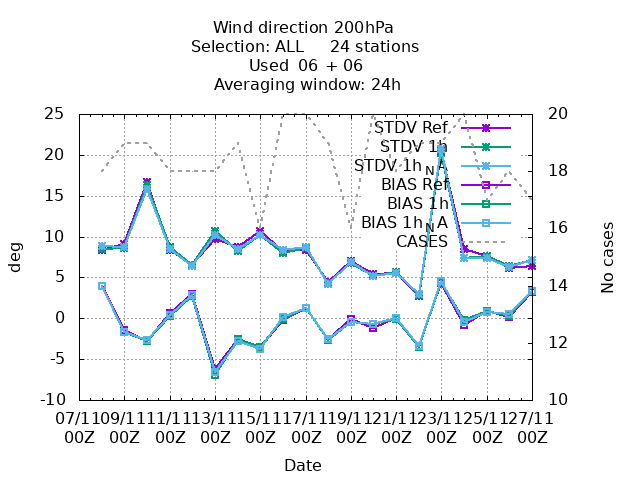 Wind direction 200hPa
Selection: ALL 24 stations
Used 06 + 06
Averaging window: 24h
25
20
15
10
5
0
-5
-10
deg
20
18
16
14
12
10
No cases
STDV Ref
STDV 1h
STDV 1h_N A
BIAS Ref
BIAS 1h
BIAS 1h_N A
CASES
07/11 09/11 11/11 13/11 15/11 17/11 19/11 21/11 23/11 25/11 27/11
00Z 00Z 00Z 00Z 00Z 00Z 00Z 00Z 00Z 00Z 00Z
Date